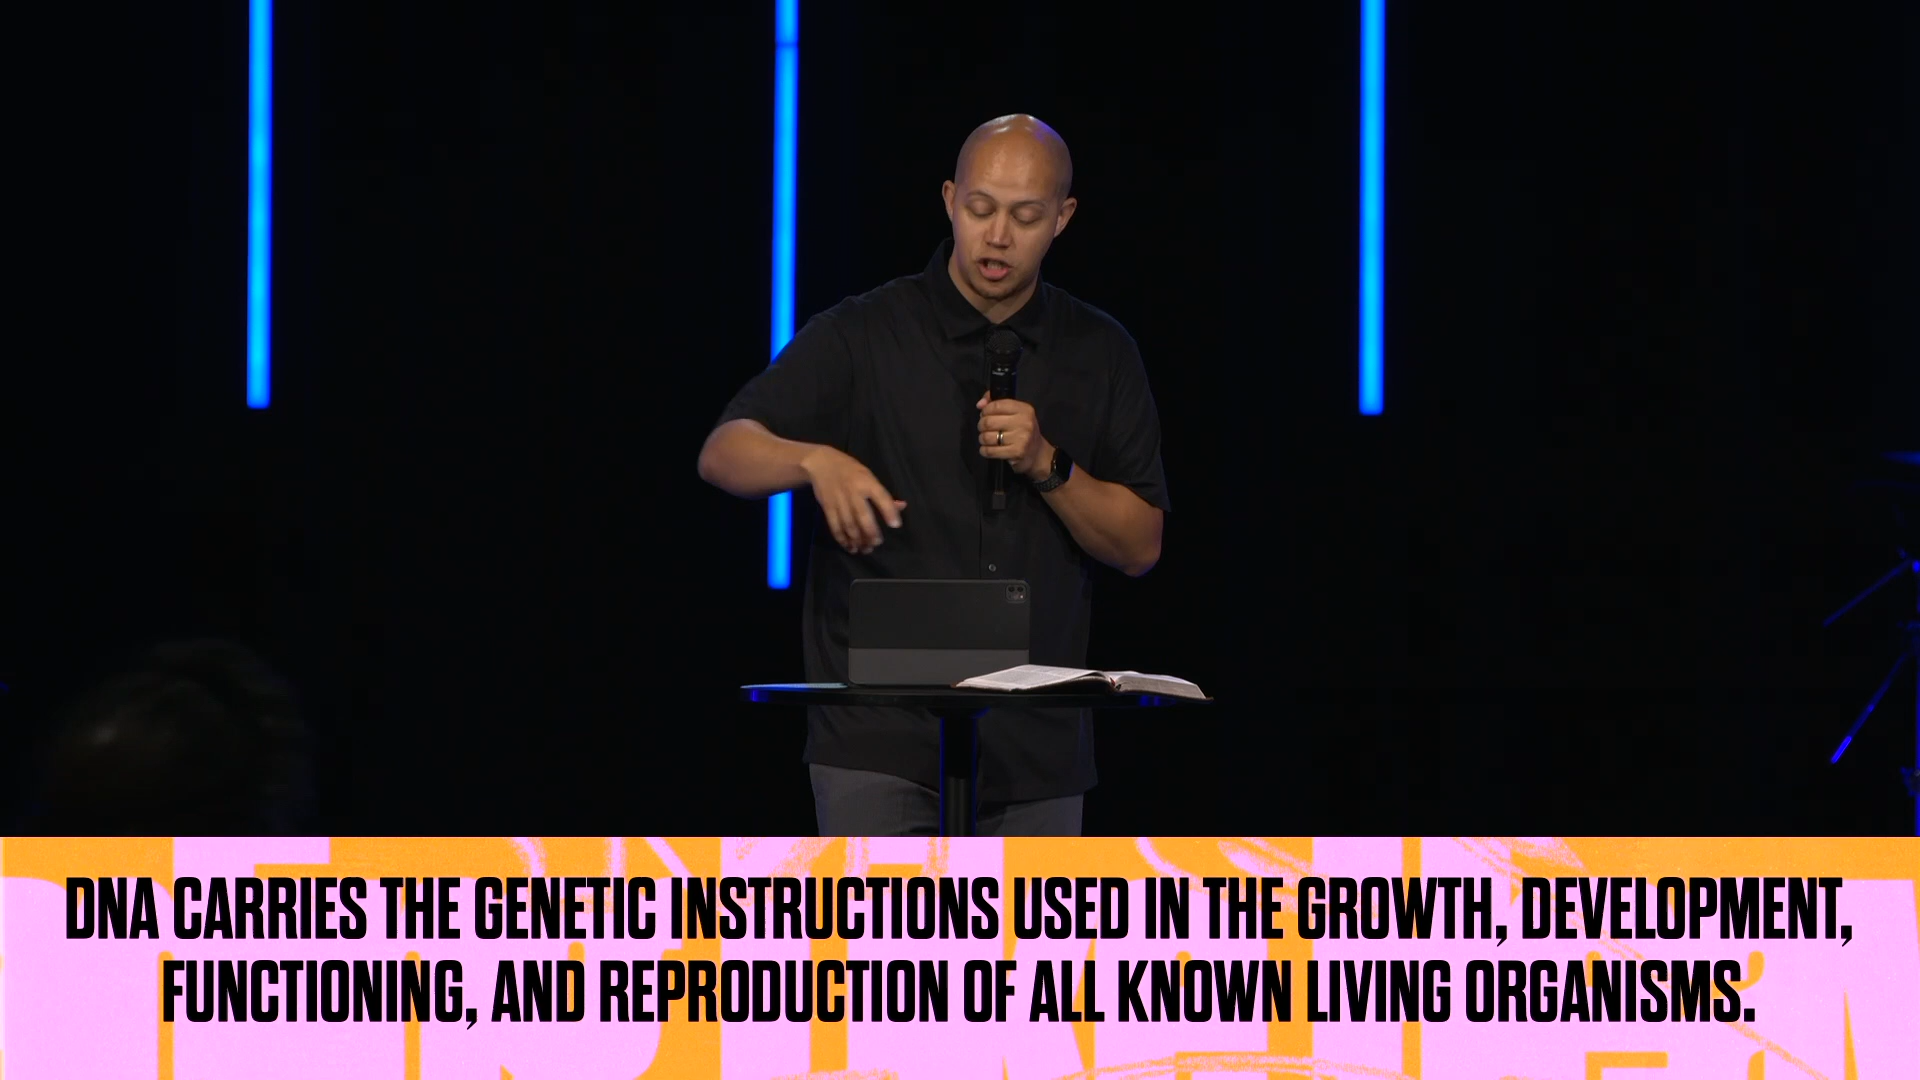 DNA CARRIES THE GENETIC INSTRUCTIONS USED IN THE GROWTH, DEVELOPMENT,
FUNCTIONING, AND REPRODUCTION OF ALL KNOWN LIVING ORGANISMS.